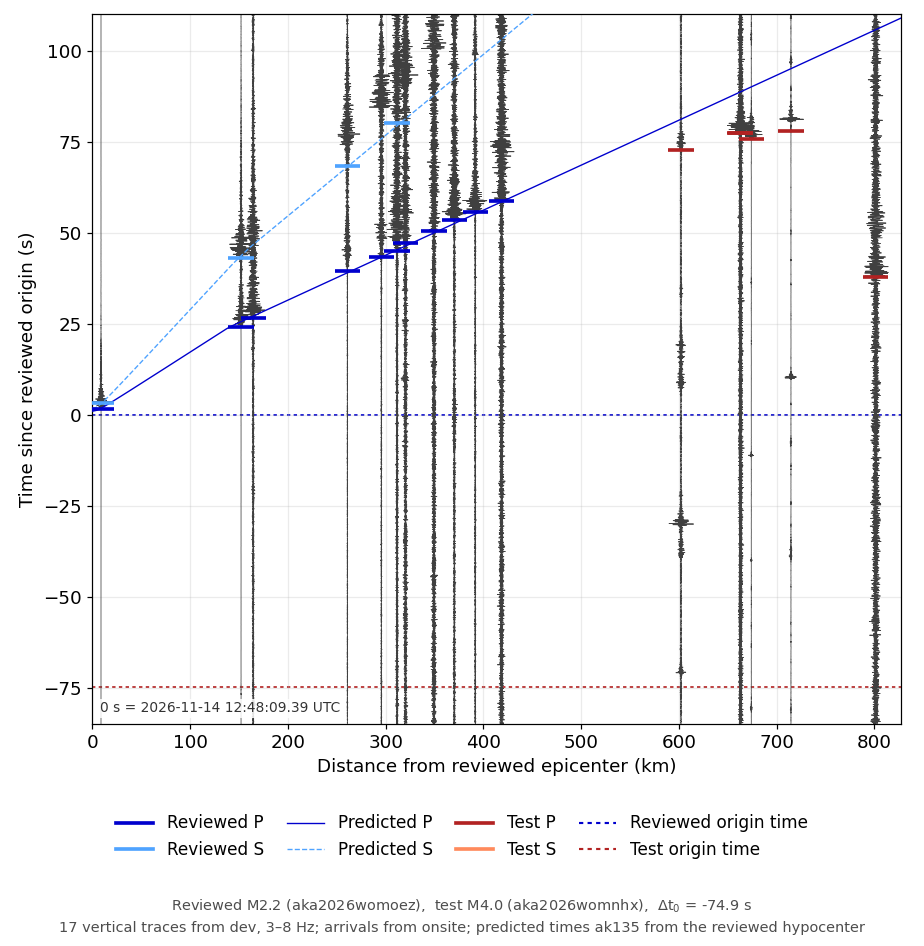 100
75
50
25
0
−25
−50
−75
Time since reviewed origin (s)
0 s = 2026-11-14 12:48:09.39 UTC
0 100 200 300 400 500 600 700 800
Distance from reviewed epicenter (km)
Reviewed P Predicted P Test P Reviewed origin time
Reviewed S Predicted S Test S Test origin time
Reviewed M2.2 (aka2026womoez), test M4.0 (aka2026womnhx), Δt₀ = -74.9 s
17 vertical traces from dev, 3–8 Hz; arrivals from onsite; predicted times ak135 from the reviewed hypocenter